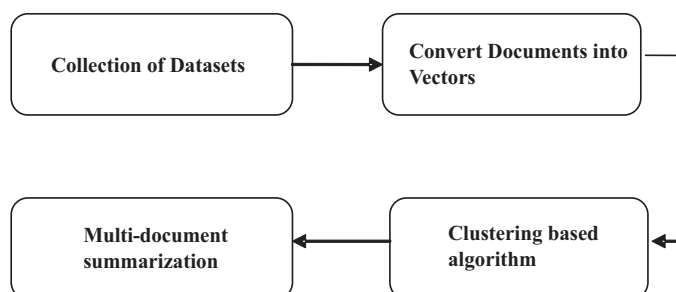 Collection of Datasets
Convert Documents into
Vectors
Multi-document
summarization
Clustering based
algorithm